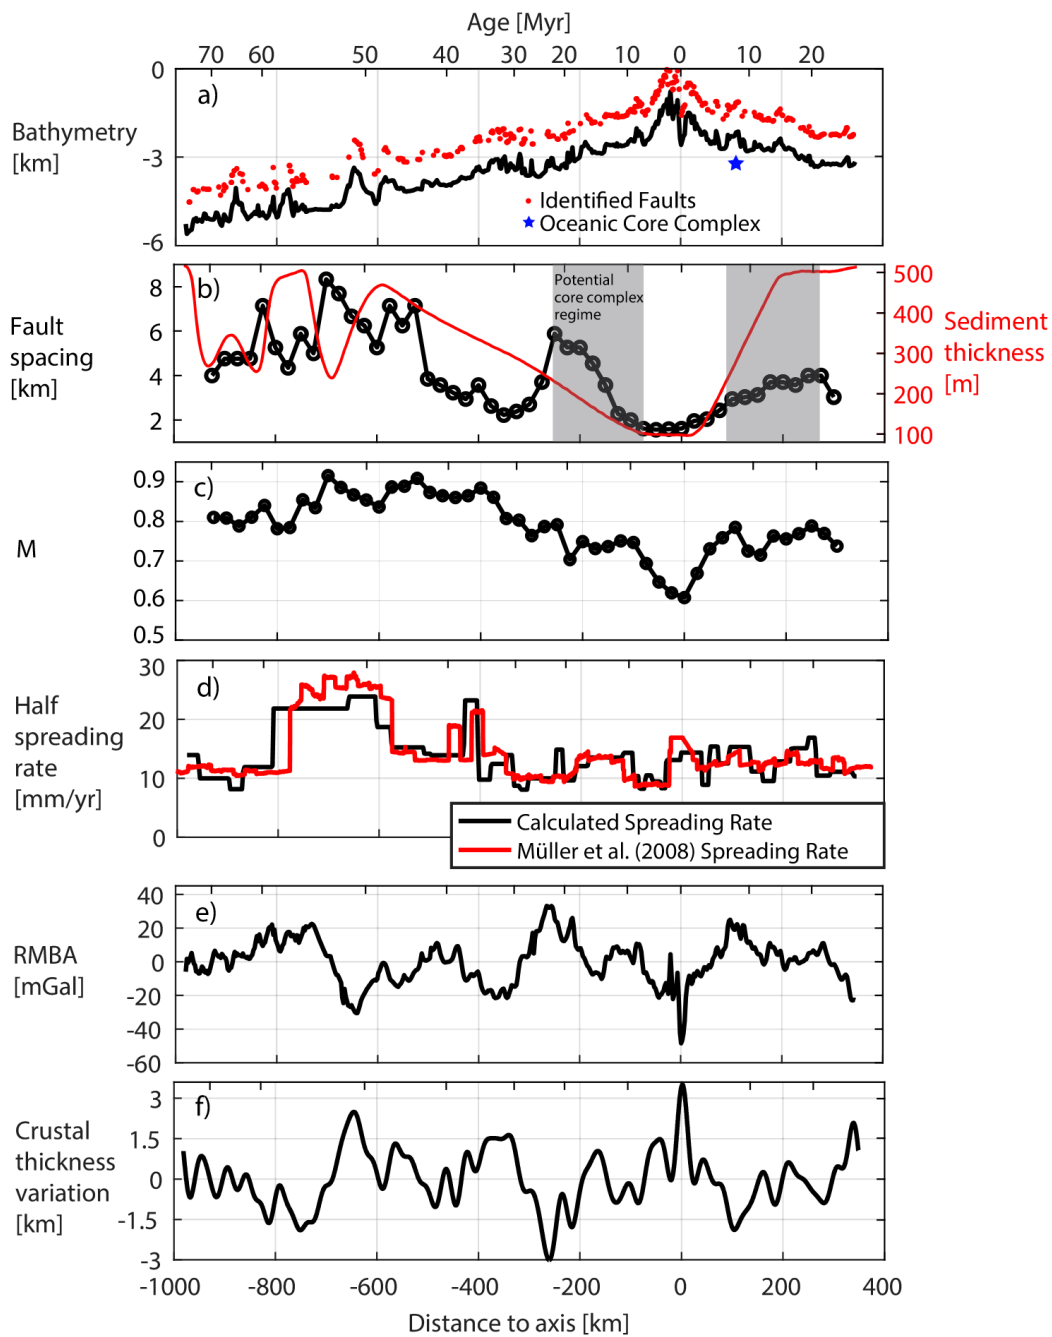 Age [Myr]
70 60 50 40 30 20 10 0 10 20
a)
0
-3
-6
Bathymetry
[km]
Identified Faults
Oceanic Core Complex
b)
8
6
4
2
Fault
spacing
[km]
Potential
core complex
regime
500
400
300
200
100
Sediment
thickness
[m]
c)
0.9
0.8
0.7
0.6
0.5
M
d)
30
20
10
0
Half
spreading
rate
[mm/yr]
Calculated Spreading Rate
Müller et al. (2008) Spreading Rate
e)
40
20
0
-20
-40
-60
RMBA
[mGal]
f)
3
1.5
0
-1.5
-3
Crustal
thickness
variation
[km]
-1000 -800 -600 -400 -200 0 200 400
Distance to axis [km]